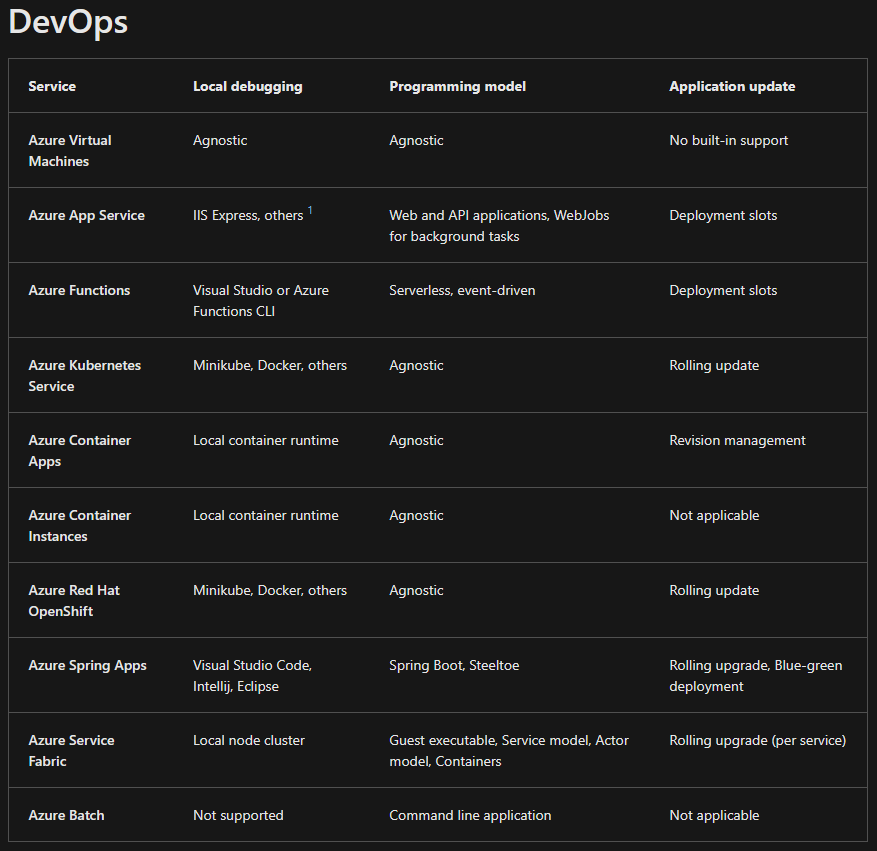 DevOps
Service Local debugging Programming model Application update
Azure Virtual Machines Agnostic Agnostic No built-in support
Azure App Service IIS Express, others 1 Web and API applications, WebJobs for background tasks Deployment slots
Azure Functions Visual Studio or Azure Functions CLI Serverless, event-driven Deployment slots
Azure Kubernetes Service Minikube, Docker, others Agnostic Rolling update
Azure Container Apps Local container runtime Agnostic Revision management
Azure Container Instances Local container runtime Agnostic Not applicable
Azure Red Hat OpenShift Minikube, Docker, others Agnostic Rolling update
Azure Spring Apps Visual Studio Code, Intellij, Eclipse Spring Boot, Steeltoe Rolling upgrade, Blue-green deployment
Azure Service Fabric Local node cluster Guest executable, Service model, Actor model, Containers Rolling upgrade (per service)
Azure Batch Not supported Command line application Not applicable